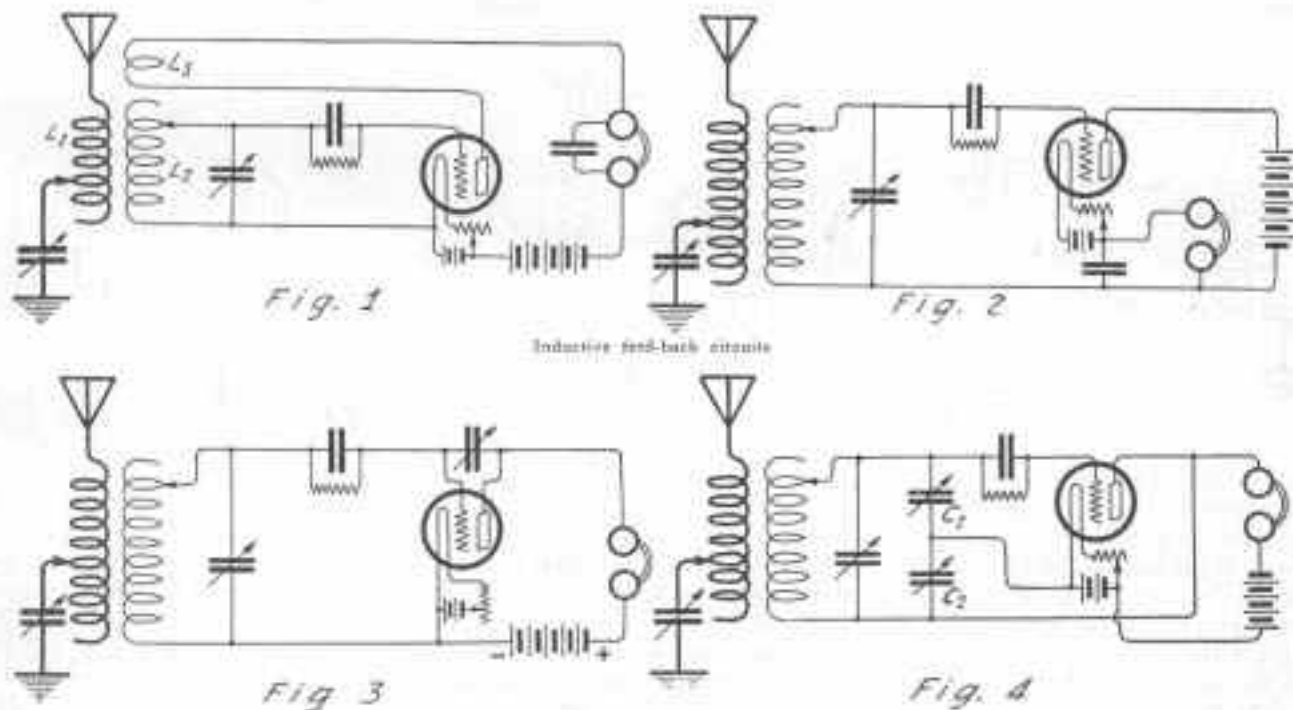 L3
L1
L2
Fig. 1
Fig. 2
Inductive feed-back circuits
C1
C2
- +
Fig 3
Fig. 4